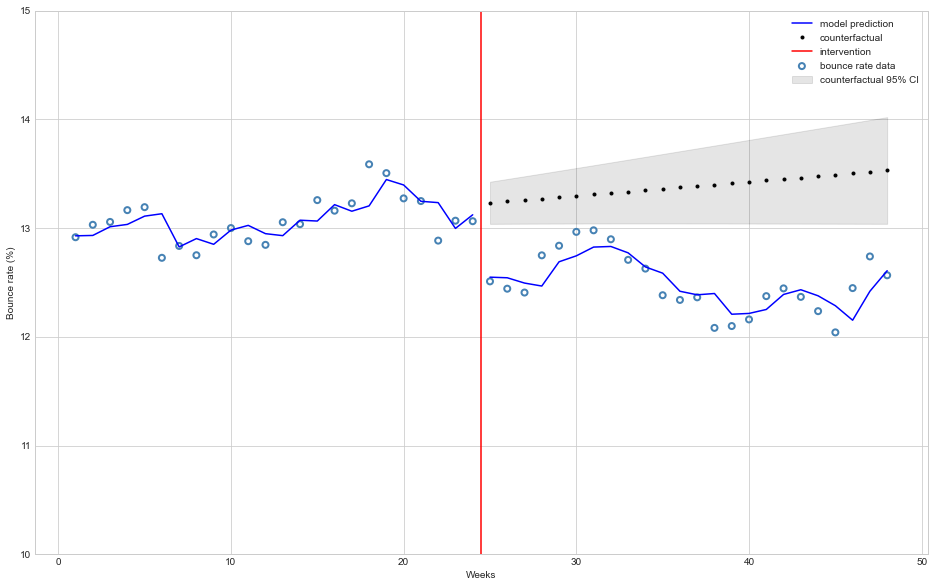 model prediction
counterfactual
intervention
bounce rate data
counterfactual 95% CI
15
14
13
12
11
10
Bounce rate (%)
0
10
20
30
40
50
Weeks